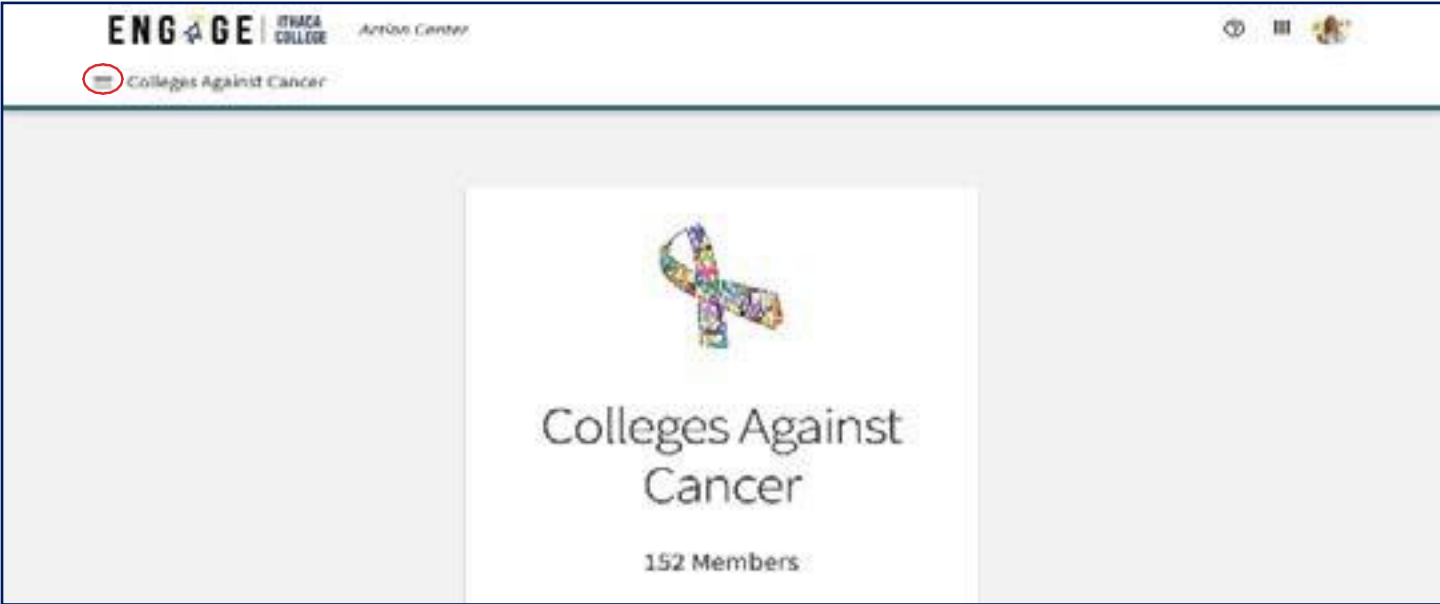 ENGAGE ITHACA COLLEGE Action Center
Colleges Against Cancer
Colleges Against
Cancer
152 Members